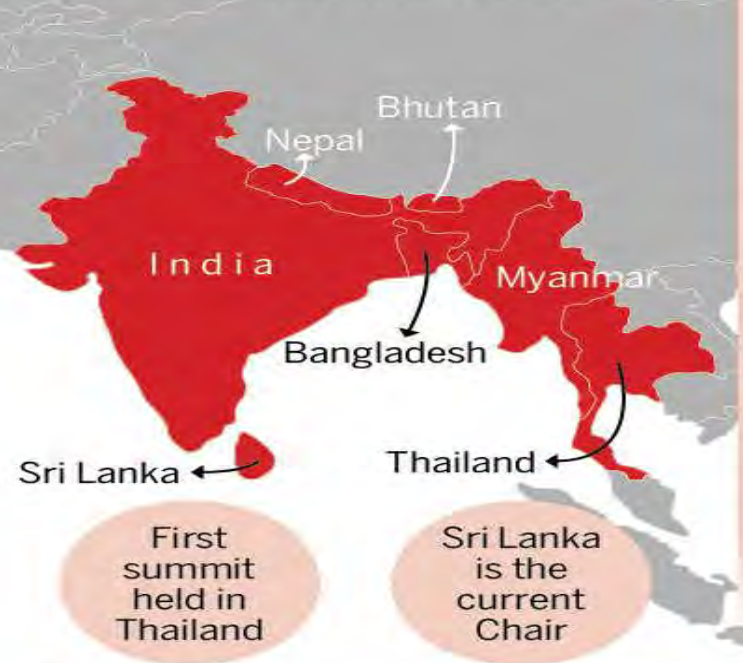 Bhutan
Nepal
India
Myanmar
Bangladesh
Sri Lanka
Thailand
First
summit
held in
Thailand
Sri Lanka
is the
current
Chair